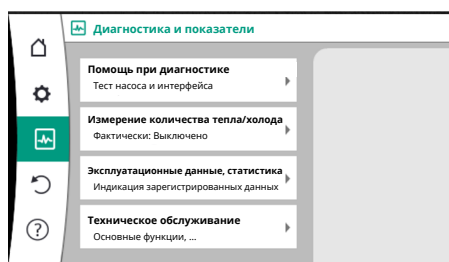 Диагностика и показатели
Помощь при диагностике
Тест насоса и интерфейса
Измерение количества тепла/холода
Фактически: Выключено
Эксплуатационные данные, статистика
Индикация зарегистрированных данных
Техническое обслуживание
Основные функции, ...
?